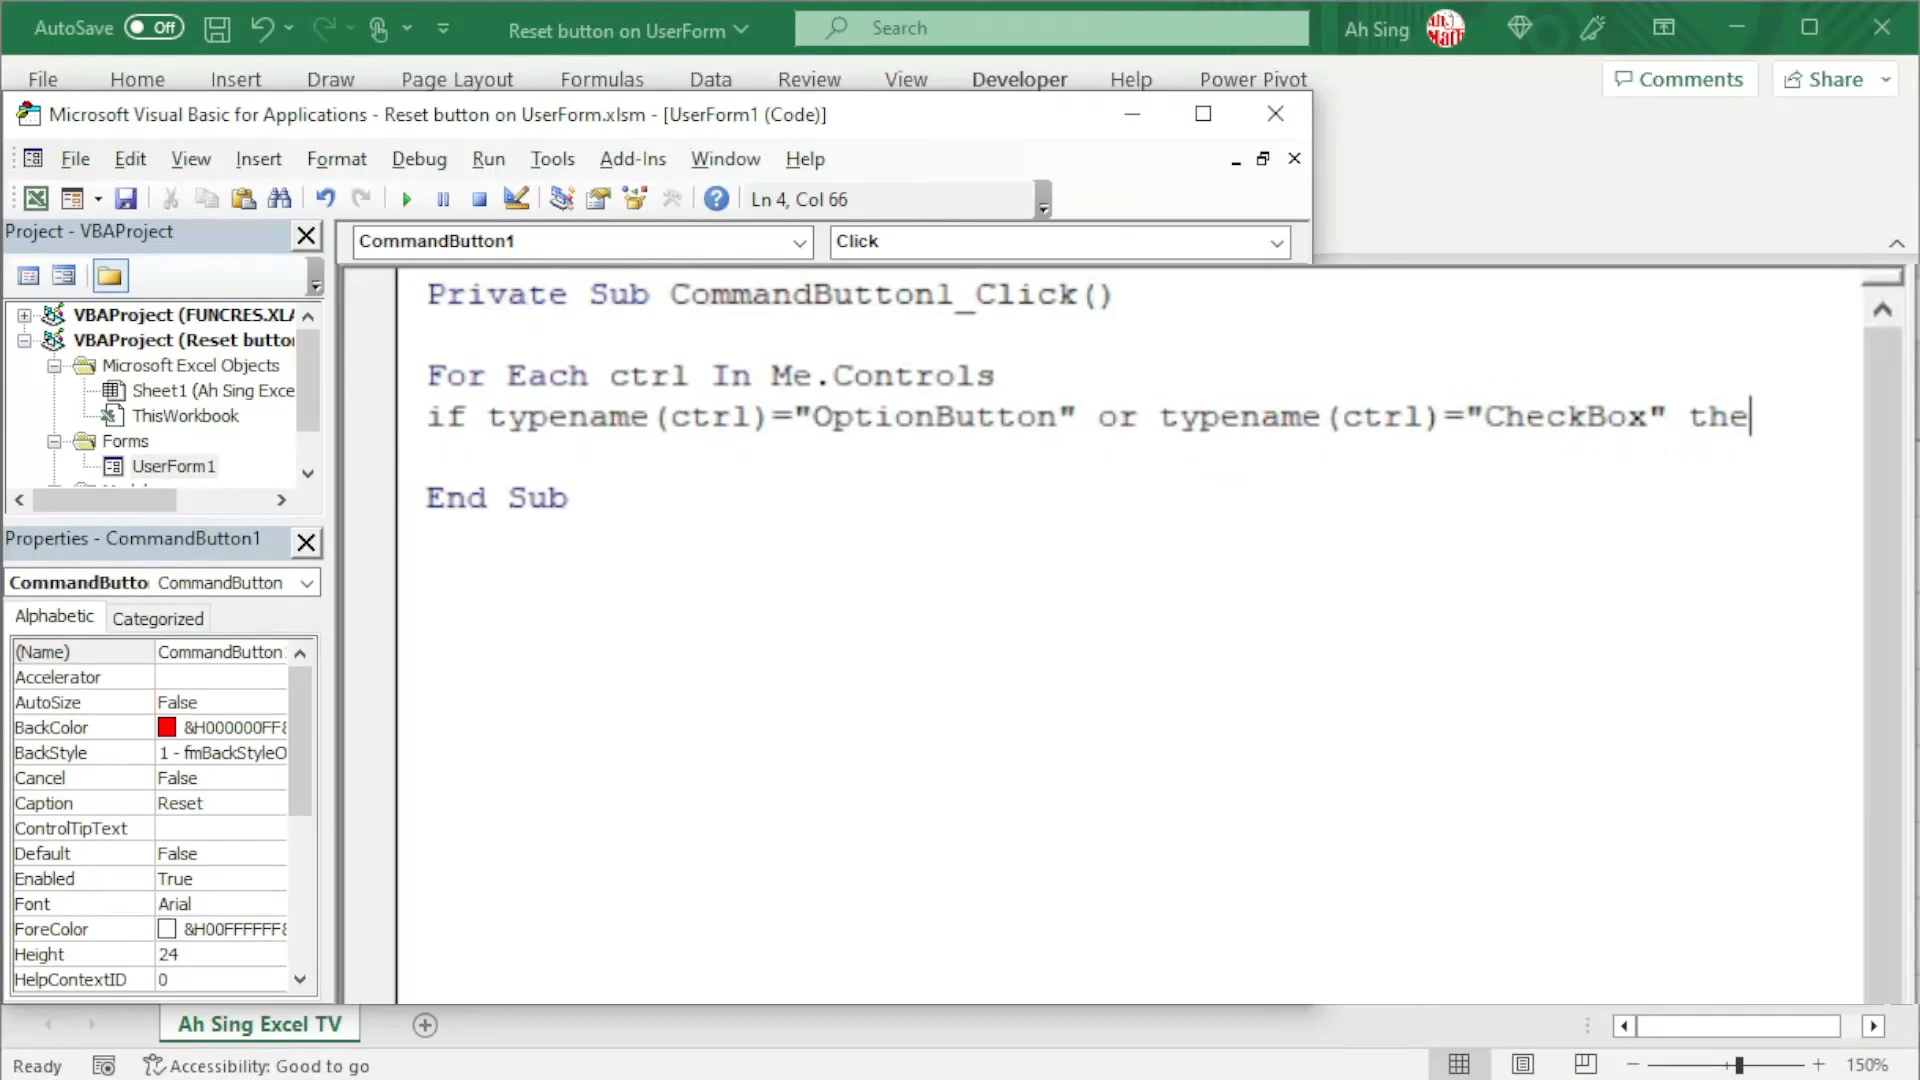 AutoSave Off Reset button on UserForm Search Ah Sing
File Home Insert Draw Page Layout Formulas Data Review View Developer Help Power Pivot Comments Share
Microsoft Visual Basic for Applications - Reset button on UserForm.xlsm - [UserForm1 (Code)]
File Edit View Insert Format Debug Run Tools Add-Ins Window Help
Ln 4, Col 66
Project - VBAProject
CommandButton1 Click
VBAProject (FUNCRES.XLA
VBAProject (Reset butto
Microsoft Excel Objects
Sheet1 (Ah Sing Exce
ThisWorkbook
Forms
UserForm1
Private Sub CommandButton1_Click()
For Each ctrl In Me.Controls
if typename(ctrl)="OptionButton" or typename(ctrl)="CheckBox" the
End Sub
Properties - CommandButton1
CommandButto CommandButton
Alphabetic Categorized
(Name) CommandButton
Accelerator
AutoSize False
BackColor &H000000FF&
BackStyle 1 - fmBackStyleO
Cancel False
Caption Reset
ControlTipText
Default False
Enabled True
Font Arial
ForeColor &H00FFFFFF&
Height 24
HelpContextID 0
Ah Sing Excel TV
Ready Accessibility: Good to go 150%